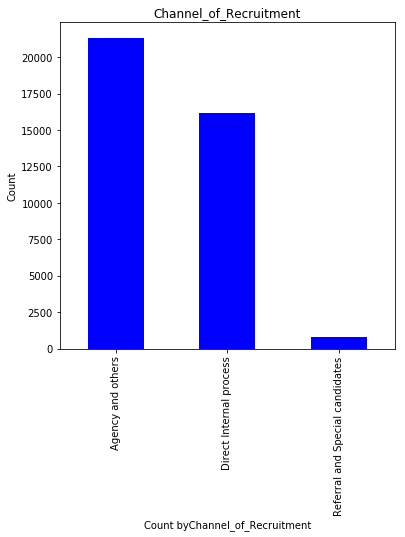 Channel_of_Recruitment
20000
17500
15000
12500
10000
7500
5000
2500
0
Count
Agency and others
Direct Internal process
Referral and Special candidates
Count byChannel_of_Recruitment